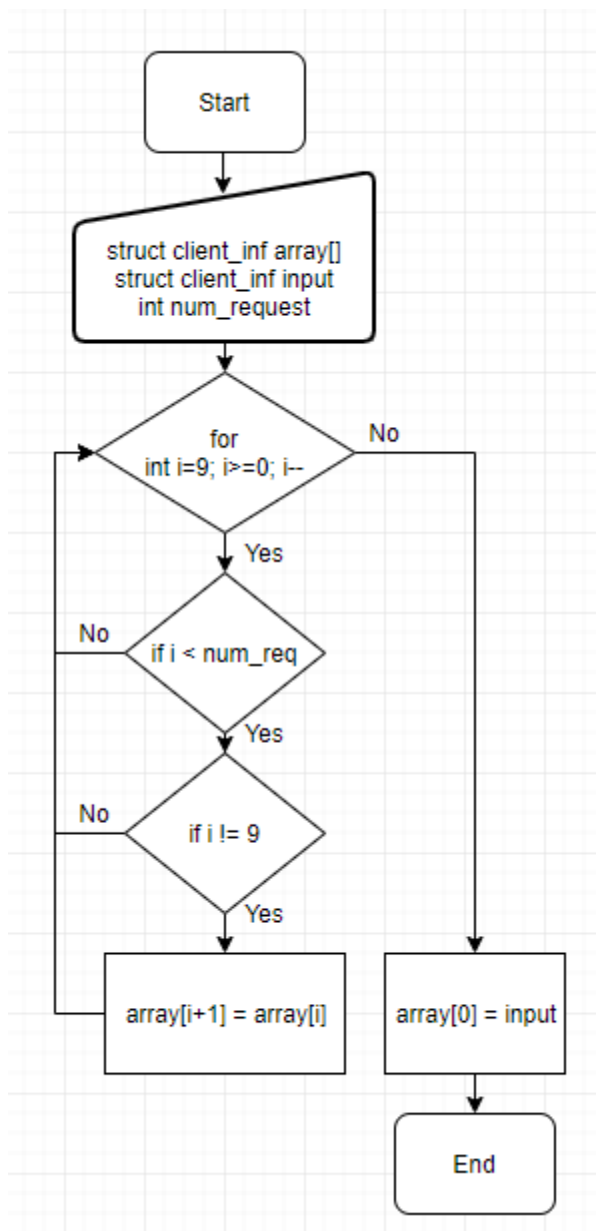 Start
struct client_inf array[]
struct client_inf input
int num_request
for
int i=9; i>=0; i--
No
Yes
No
if i < num_req
Yes
No
if i != 9
Yes
array[i+1] = array[i]
array[0] = input
End